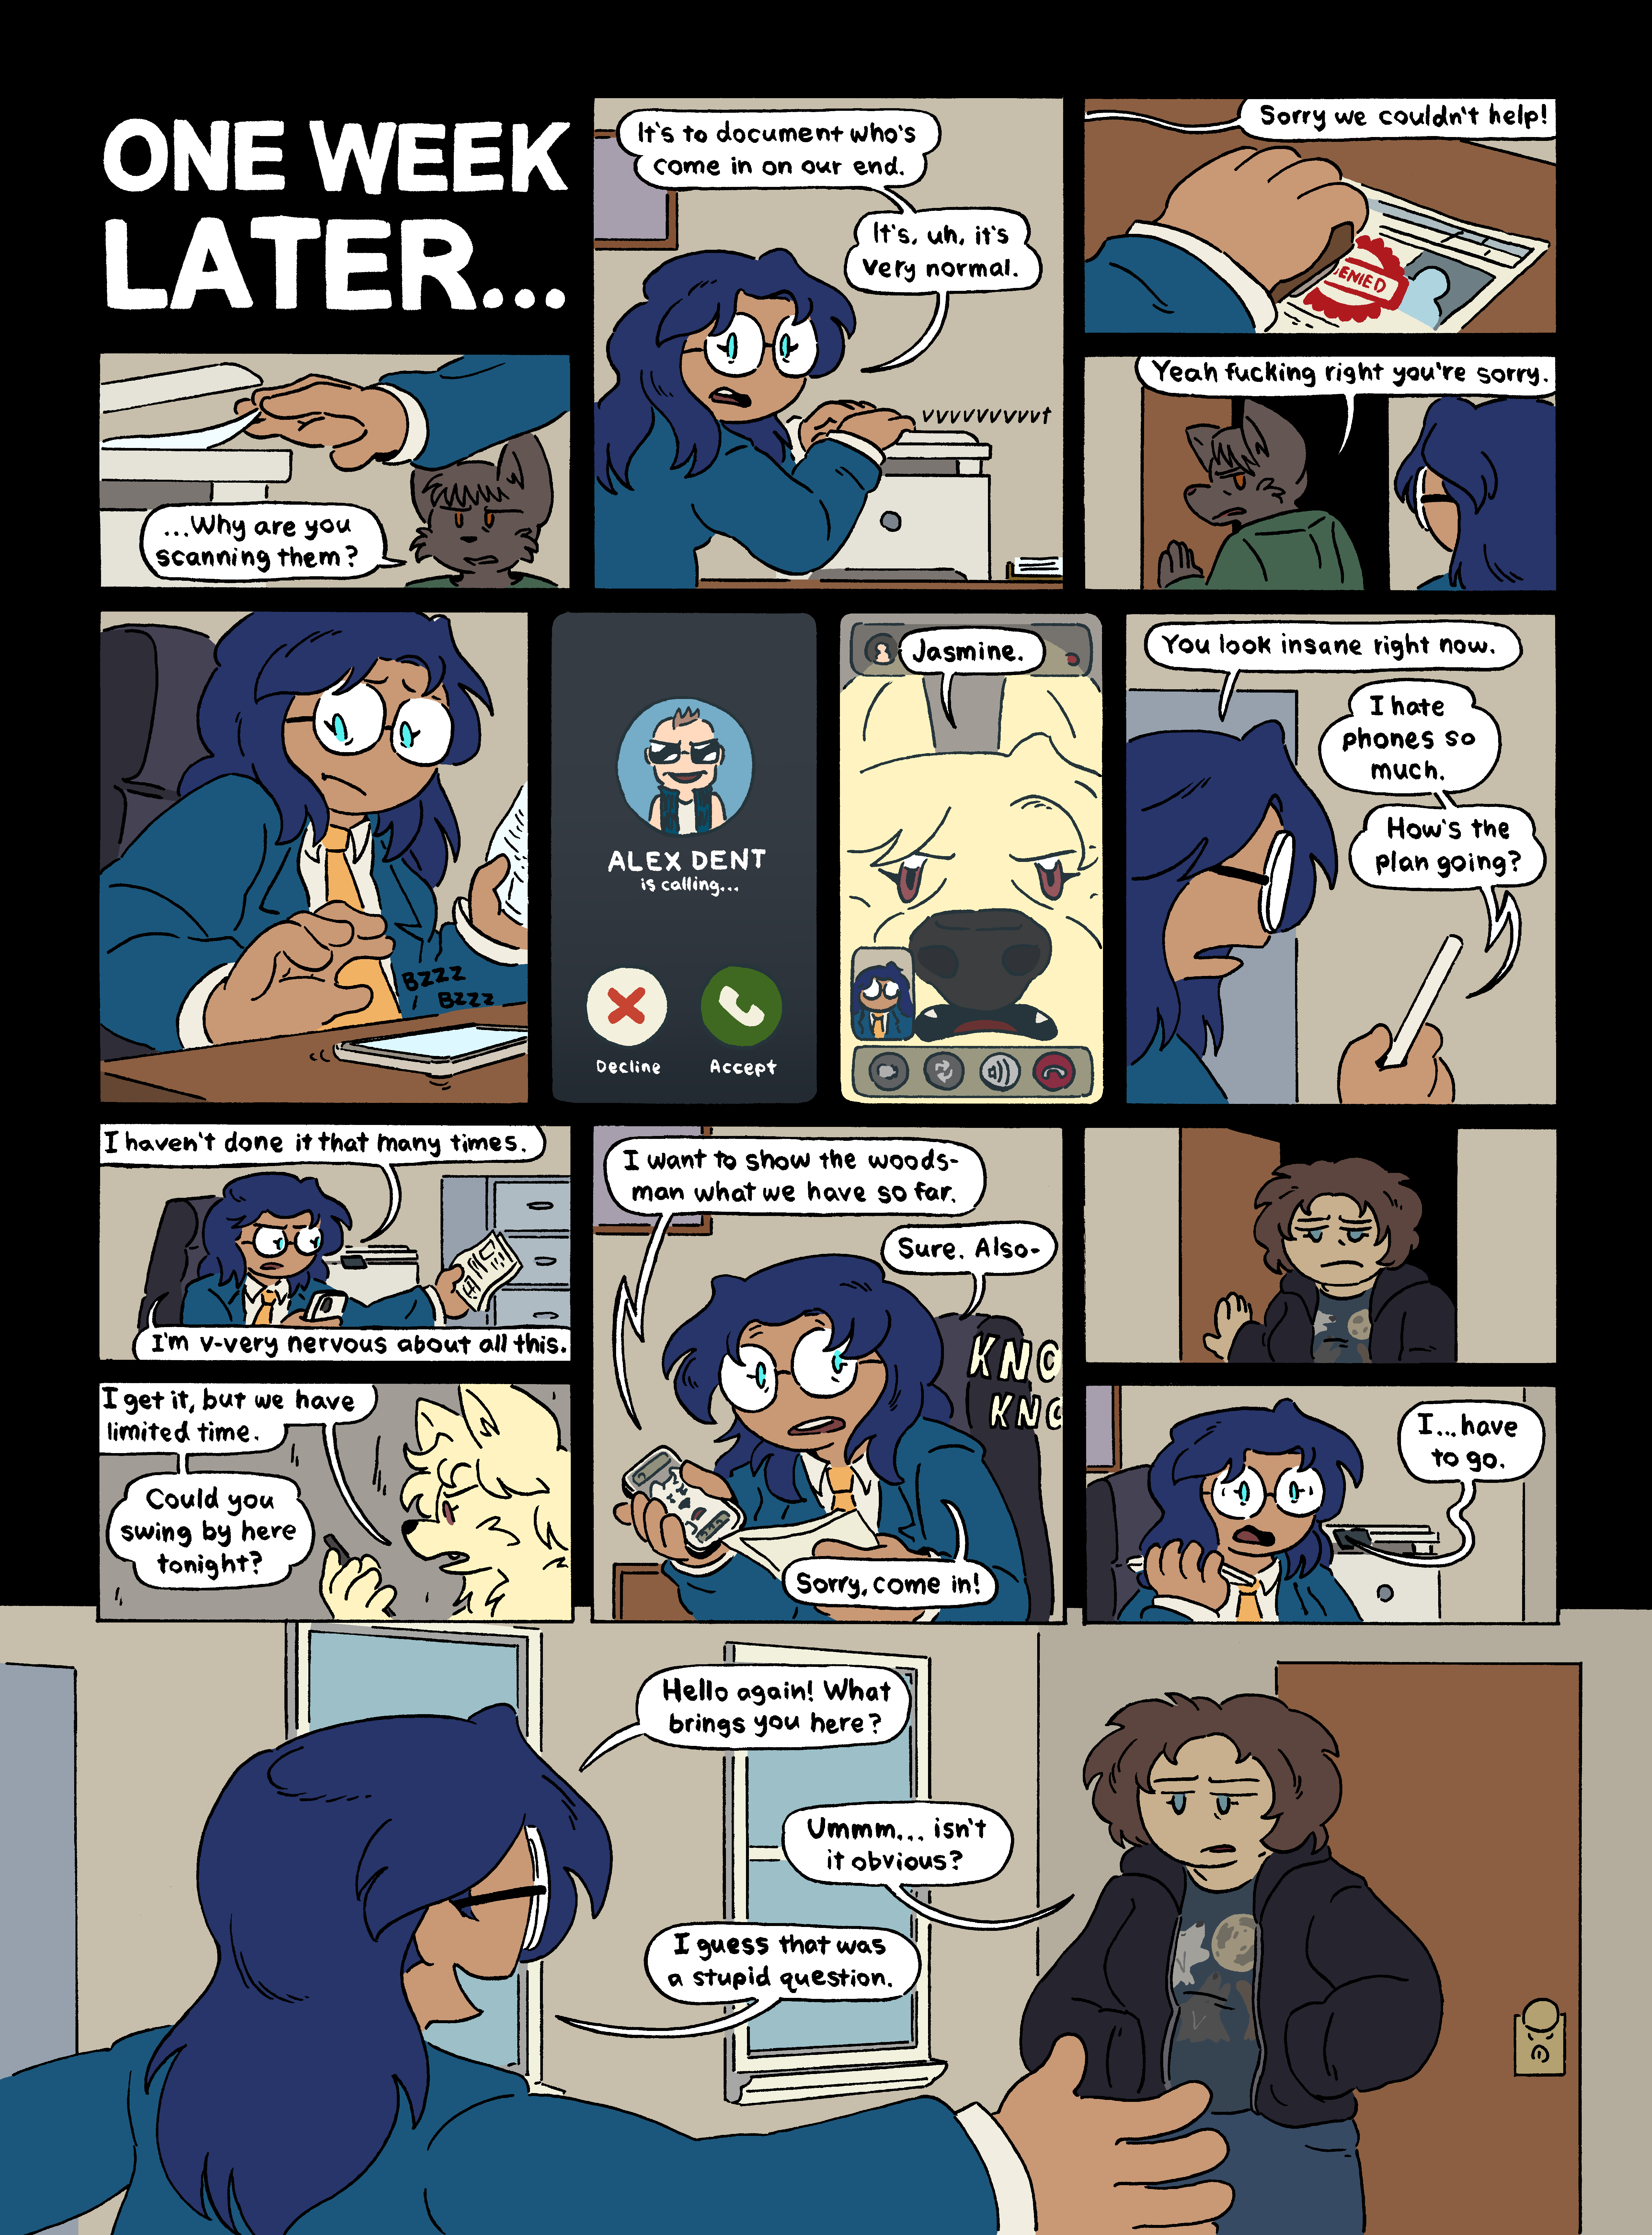 ONE WEEK
LATER...
...Why are you
scanning them?
It's to document who's
come in on our end.
It's, uh, it's
very normal.
vvvvvvvvvt
Sorry we couldn't help!
ENIED
Yeah fucking right you're sorry.
BZZZ
BZZZ
ALEX DENT
is calling...
Decline
Accept
Jasmine.
You look insane right now.
I hate
phones so
much.
How's the
plan going?
I haven't done it that many times.
I'm v-very nervous about all this.
I get it, but we have
limited time.
Could you
swing by here
tonight?
I want to show the woods-
man what we have so far.
Sure. Also-
KNO
KNO
Sorry, come in!
I...have
to go.
Hello again! What
brings you here?
Ummm... isn't
it obvious?
I guess that was
a stupid question.